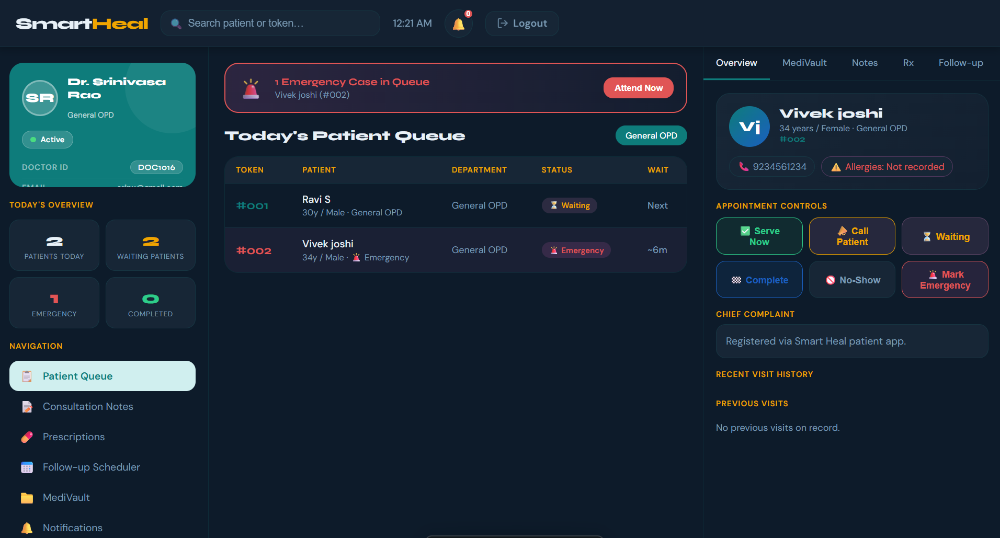 SmartHeal
Search patient or token...
12:21 AM
0
Logout
SR
Dr. Srinivasa
Rao
General OPD
Active
DOCTOR ID
DOC1016
TODAY'S OVERVIEW
2
PATIENTS TODAY
2
WAITING PATIENTS
1
EMERGENCY
0
COMPLETED
NAVIGATION
Patient Queue
Consultation Notes
Prescriptions
Follow-up Scheduler
MediVault
Notifications
1 Emergency Case in Queue
Vivek joshi (#002)
Attend Now
Today's Patient Queue
General OPD
TOKEN PATIENT DEPARTMENT STATUS WAIT
#001
Ravi S
30y / Male · General OPD
General OPD
Waiting
Next
#002
Vivek joshi
34y / Male · Emergency
General OPD
Emergency
~6m
Overview MediVault Notes Rx Follow-up
Vi
Vivek joshi
34 years / Female · General OPD
#002
9234561234
Allergies: Not recorded
APPOINTMENT CONTROLS
Serve
Now
Call
Patient
Waiting
Complete
No-Show
Mark
Emergency
CHIEF COMPLAINT
Registered via Smart Heal patient app.
RECENT VISIT HISTORY
PREVIOUS VISITS
No previous visits on record.